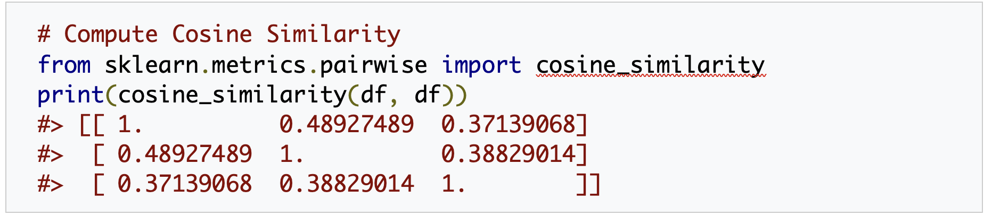 # Compute Cosine Similarity
from sklearn.metrics.pairwise import cosine_similarity
print(cosine_similarity(df, df))
#> [[ 1.          0.48927489  0.37139068]
#>  [ 0.48927489  1.          0.38829014]
#>  [ 0.37139068  0.38829014  1.        ]]